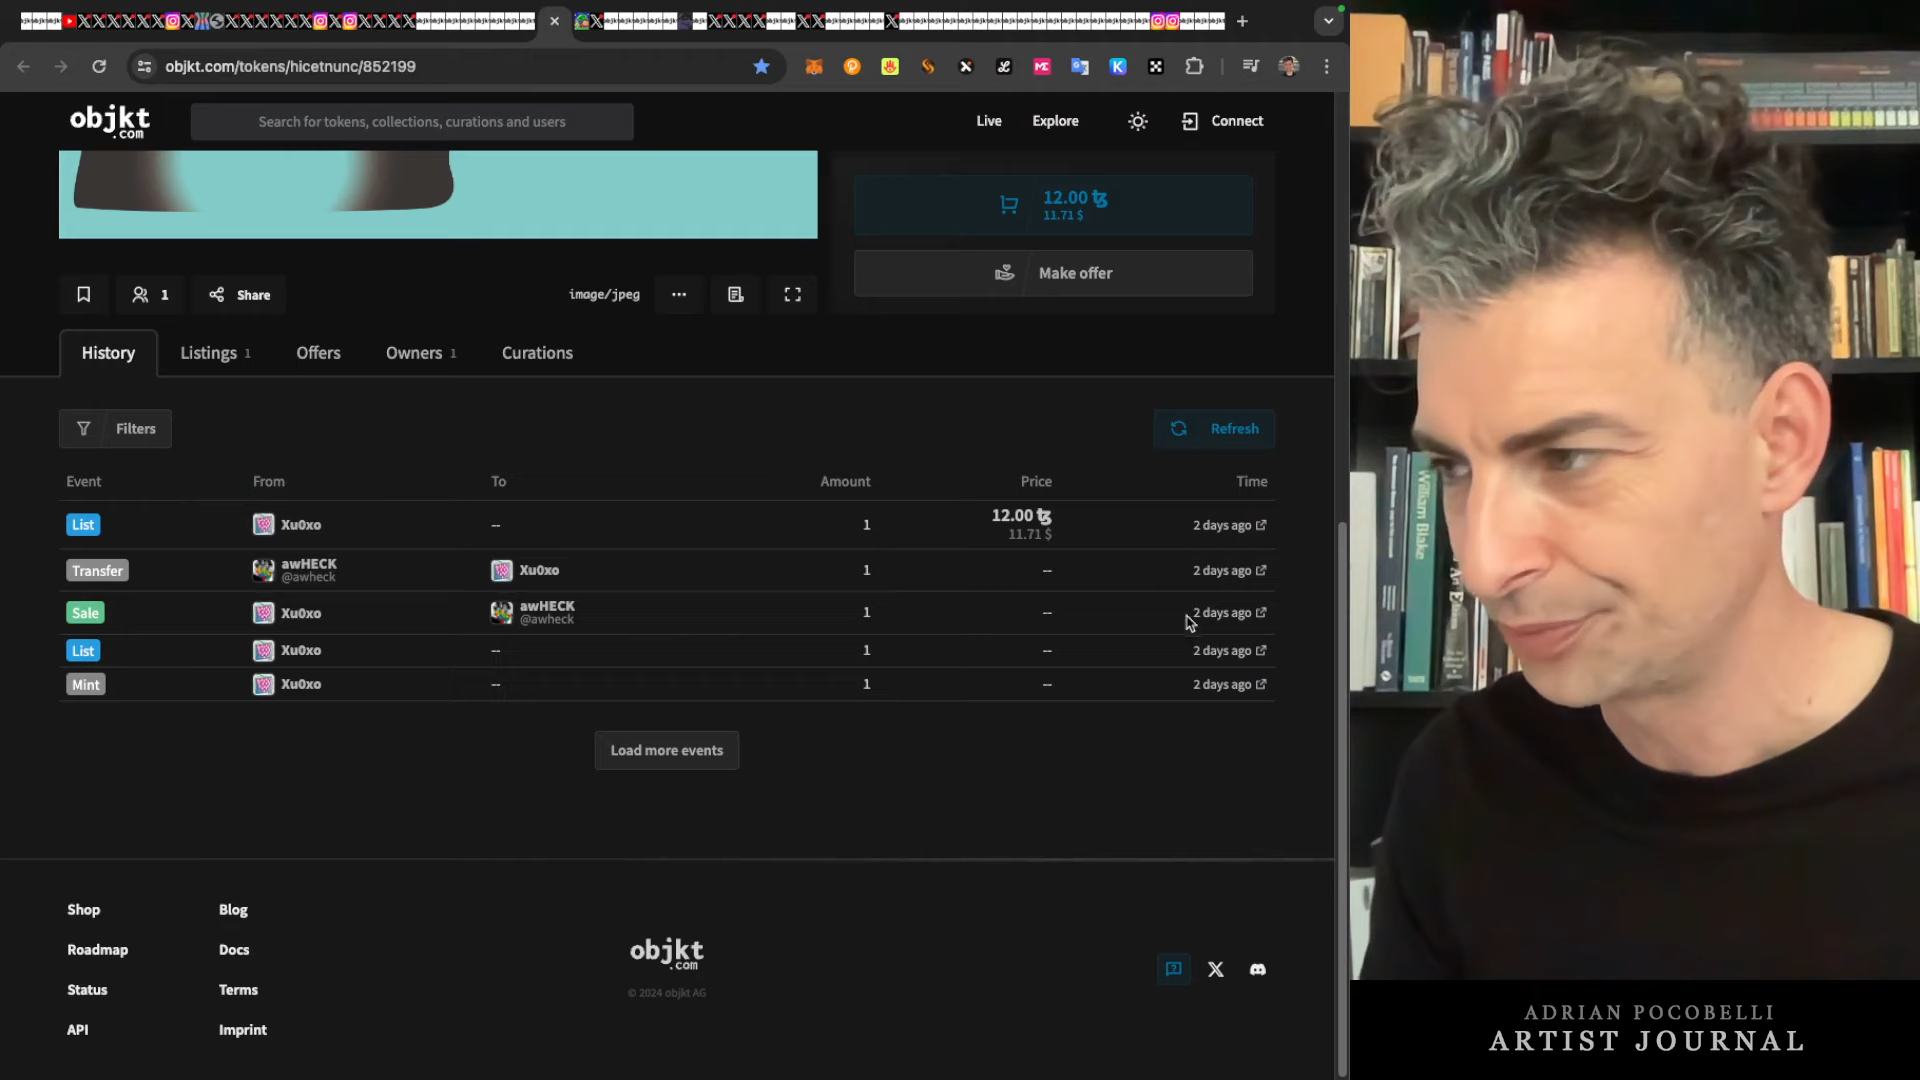 objkt.com/tokens/hicetnunc/852199
objkt
.com
Search for tokens, collections, curations and users
Live
Explore
Connect
12.00 ꜩ
11.71 $
Make offer
1
Share
image/jpeg
History
Listings 1
Offers
Owners 1
Curations
Filters
Refresh
Event From To Amount Price Time
List Xu0xo -- 1 12.00 ꜩ 2 days ago
11.71 $
Transfer awHECK Xu0xo 1 -- 2 days ago
@awheck
Sale Xu0xo awHECK 1 -- 2 days ago
@awheck
List Xu0xo -- 1 -- 2 days ago
Mint Xu0xo -- 1 -- 2 days ago
Load more events
Shop
Roadmap
Status
API
Blog
Docs
Terms
Imprint
objkt
.com
© 2024 objkt AG
William Blake
ADRIAN POCOBELLI
ARTIST JOURNAL